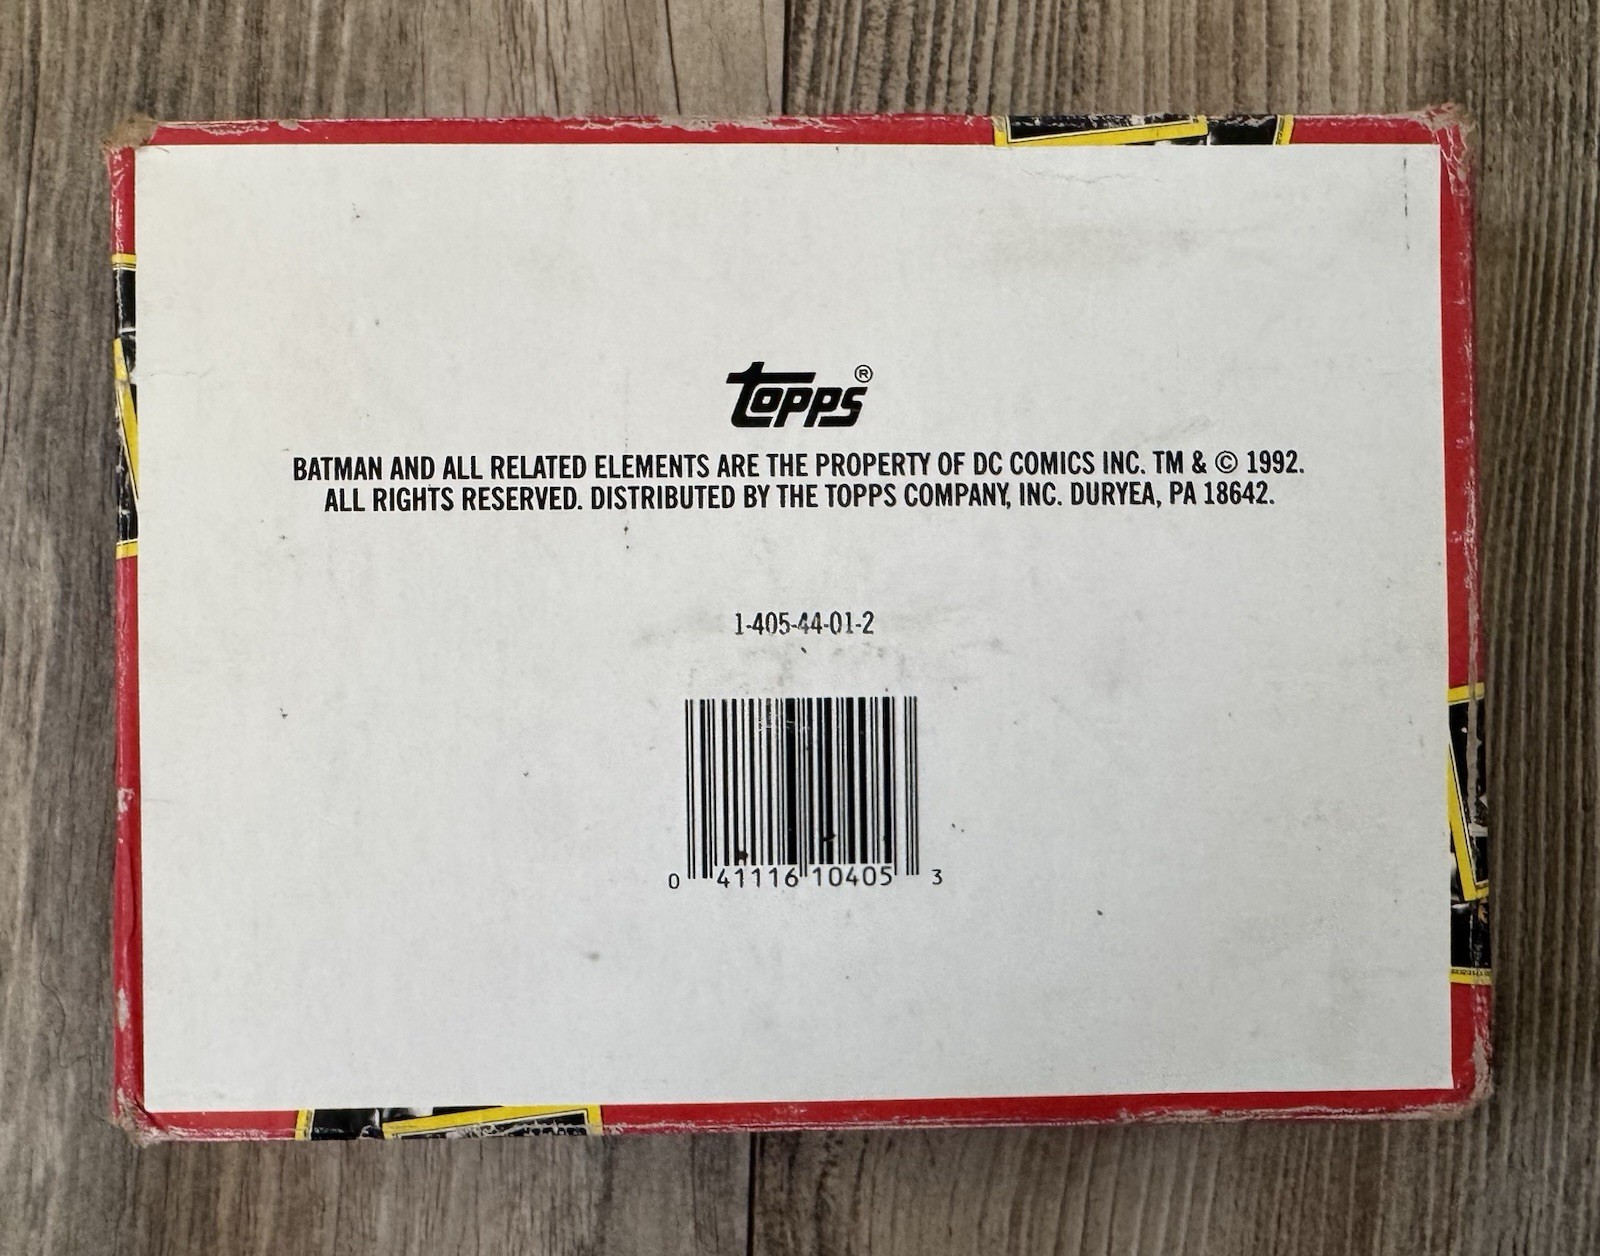 topps®
BATMAN AND ALL RELATED ELEMENTS ARE THE PROPERTY OF DC COMICS INC. TM & © 1992.
ALL RIGHTS RESERVED. DISTRIBUTED BY THE TOPPS COMPANY, INC. DURYEA, PA 18642.
1-405-44-01-2
0 41116 10405 3